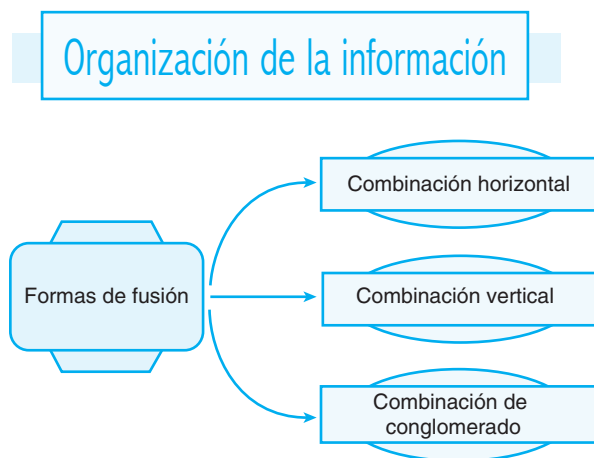 Organización de la información
Combinación horizontal
Formas de fusión
Combinación vertical
Combinación de
conglomerado